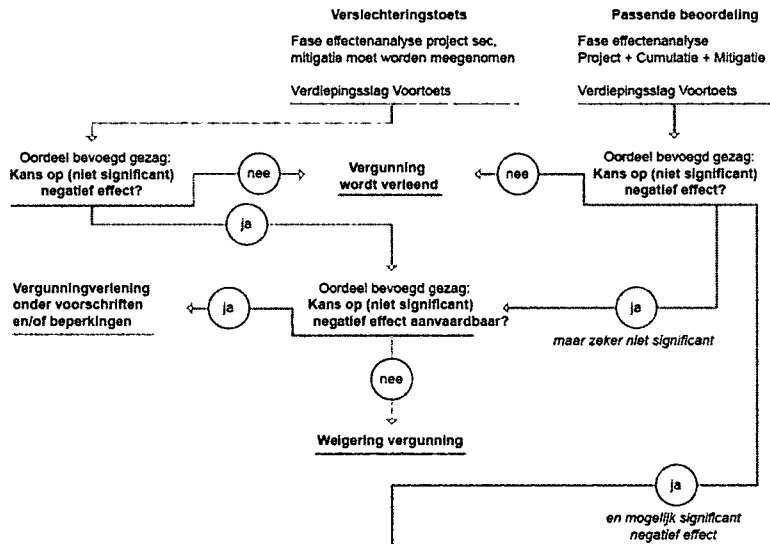 Verslechteringstoets
Fase effectenanalyse project sec,
mitigatie moet worden meegenomen
Verdiepingsslag Voortoets
Passende beoordeling
Fase effectenanalyse
Project + Cumulatie + Mitigatie
Verdiepingsslag Voortoets
Oordeel bevoegd gezag:
Kans op (niet significant)
negatief effect?
nee
Vergunning
wordt verleend
nee
Oordeel bevoegd gezag:
Kans op (niet significant)
negatief effect?
ja
Vergunningverlening
onder voorschriften
en/of beperkingen
ja
Oordeel bevoegd gezag:
Kans op (niet significant)
negatief effect aanvaardbaar?
ja
maar zeker niet significant
nee
Weigering vergunning
ja
en mogelijk significant
negatief effect